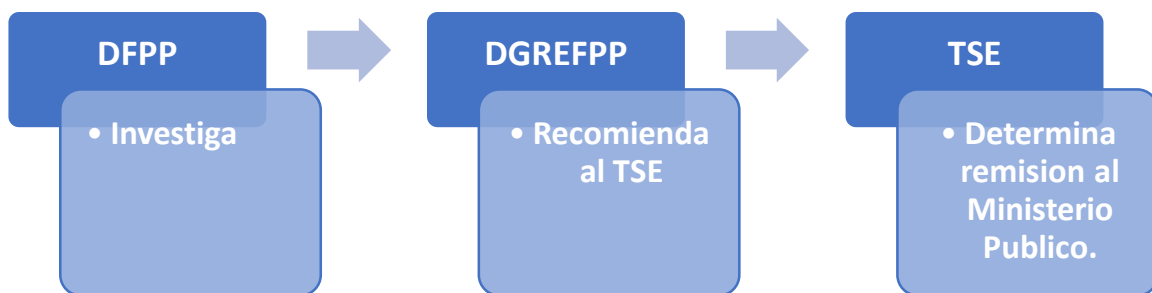 DFPP
• Investiga
DGREFPP
• Recomienda
al TSE
TSE
• Determina
remision al
Ministerio
Publico.